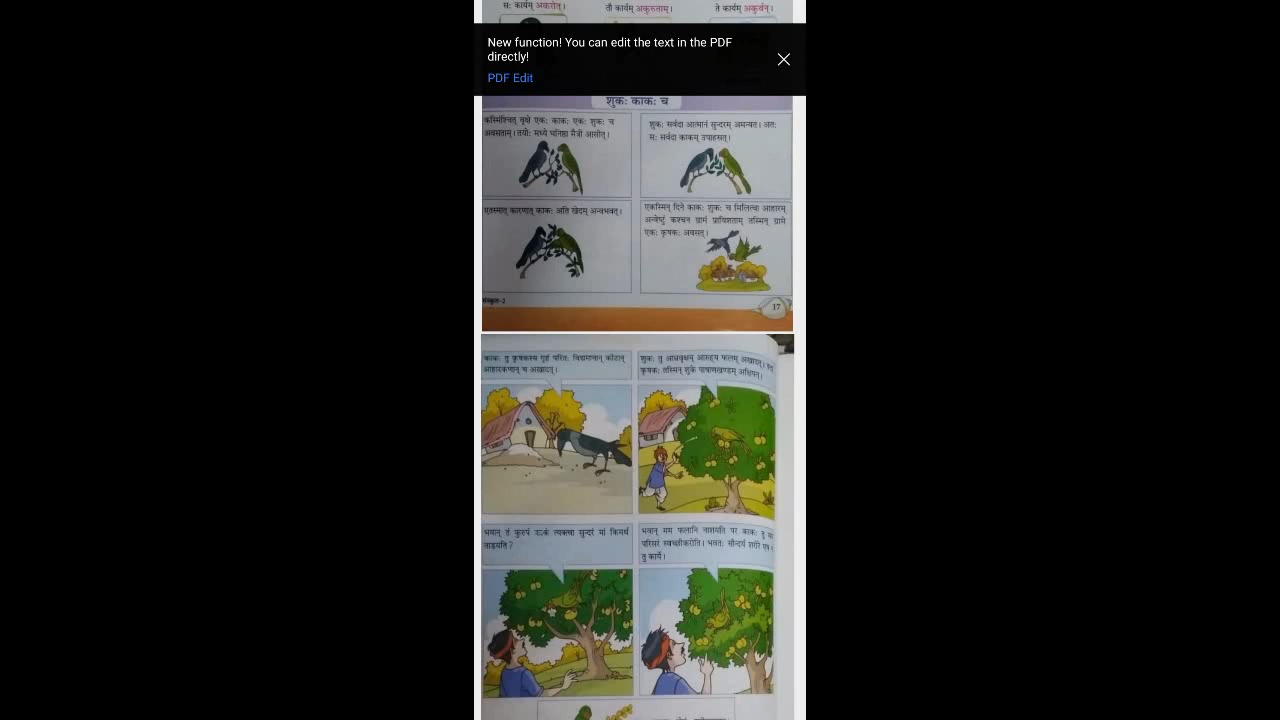 सः कार्यम् अकरोत्। तौ कार्यम् अकुरुताम्। ते कार्यम् अकुर्वन्।
New function! You can edit the text in the PDF
directly!
PDF Edit
शुकः काकः च
कस्मिंश्चित् वृक्षे एकः काकः एकः शुकः च
अवसताम्। तयोः मध्ये घनिष्ठा मैत्री आसीत्।
शुकः सर्वदा आत्मानं सुन्दरम् अमन्यत। अतः
सः सर्वदा काकम् उपाहसत्।
एतस्मात् कारणात् काकः अति खेदम् अन्वभवत्।
एकस्मिन् दिने काकः शुकः च मिलित्वा आहारम्
अन्वेष्टुं कश्चन ग्रामं प्राविशताम् तस्मिन् ग्रामे
एकः कृषकः अवसत्।
संस्कृत-2
17
काकः तु कृषकस्य गृहं परितः विद्यमानान् कीटान्
आहारकणान् च अखादत्।
शुकः तु आम्रवृक्षम् आरुह्य फलम् अखादत्।
कृषकः तस्मिन् शुके पाषाणखण्डम् अक्षिपत्।
भवान् तं कुरुपं काकं त्यक्त्वा सुन्दरं मां किमर्थं
ताडयति?
भवान् मम फलानि नाशयति पर काकः तु
परिसरं स्वच्छीकरोति। भवतः सौन्दर्यं शरीरे
तु कार्ये।